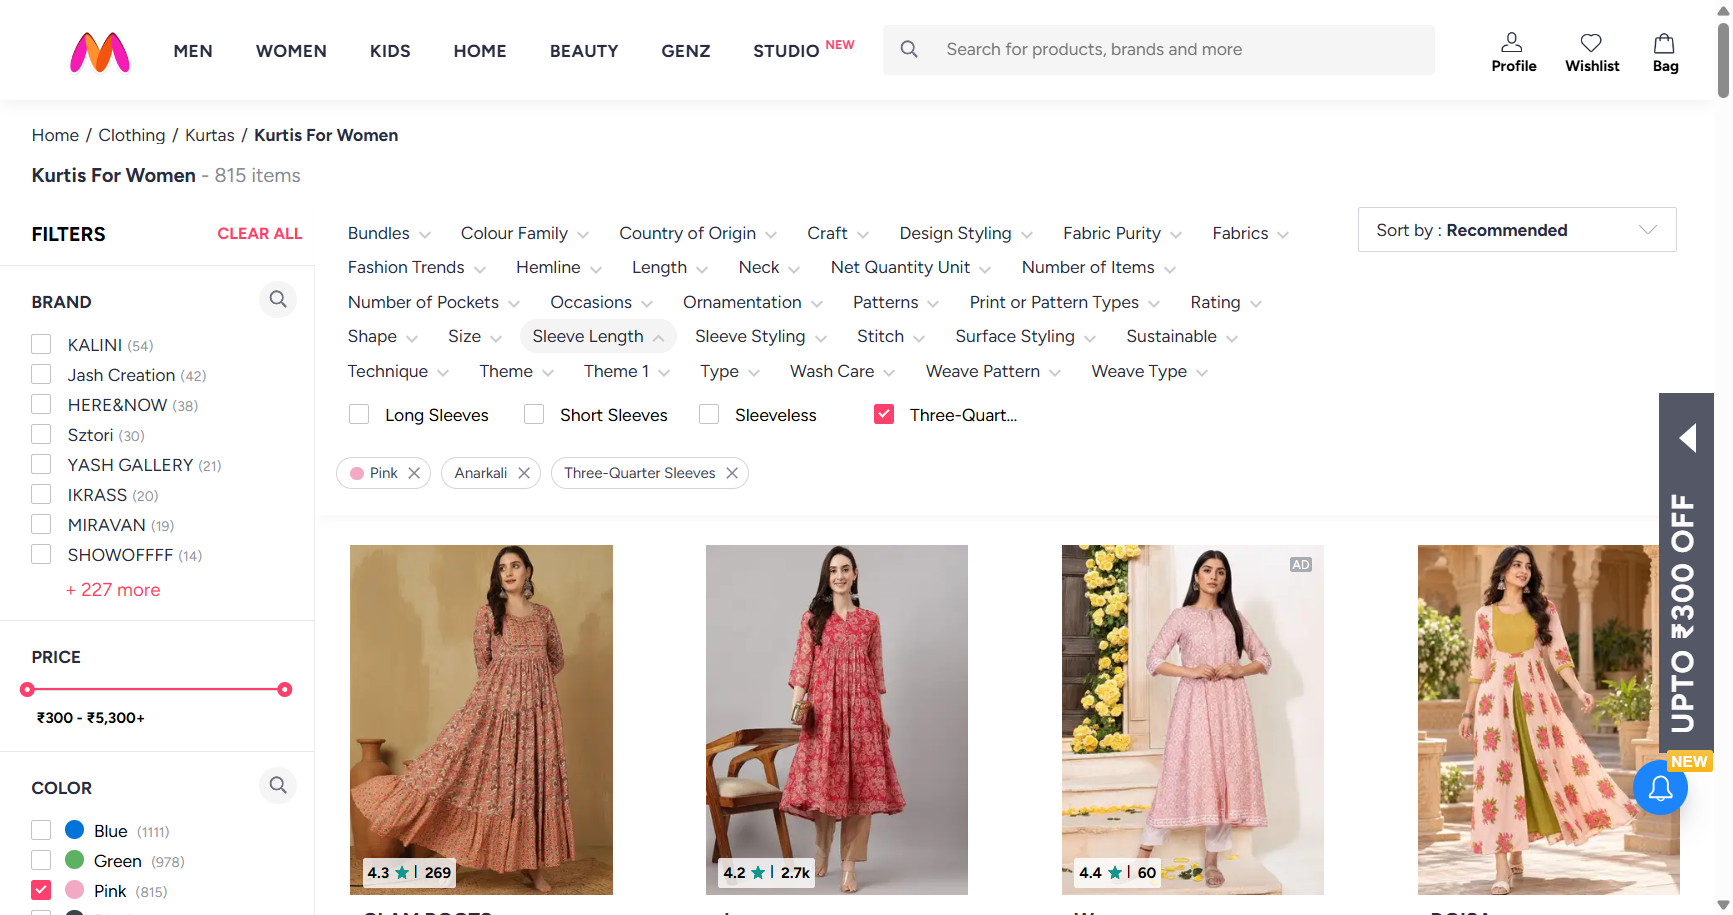 MEN WOMEN KIDS HOME BEAUTY GENZ STUDIO NEW
Search for products, brands and more
Profile Wishlist Bag
Home / Clothing / Kurtas / Kurtis For Women
Kurtis For Women - 815 items
FILTERS CLEAR ALL
Bundles Colour Family Country of Origin Craft Design Styling Fabric Purity Fabrics
Sort by : Recommended
Fashion Trends Hemline Length Neck Net Quantity Unit Number of Items
Number of Pockets Occasions Ornamentation Patterns Print or Pattern Types Rating
Shape Size Sleeve Length Sleeve Styling Stitch Surface Styling Sustainable
Technique Theme Theme 1 Type Wash Care Weave Pattern Weave Type
Long Sleeves Short Sleeves Sleeveless Three-Quart...
Pink Anarkali Three-Quarter Sleeves
BRAND
KALINI (54)
Jash Creation (42)
HERE&NOW (38)
Sztori (30)
YASH GALLERY (21)
IKRASS (20)
MIRAVAN (19)
SHOWOFFFF (14)
+ 227 more
PRICE
₹300 - ₹5,300+
COLOR
Blue (1111)
Green (978)
Pink (815)
AD
4.3 | 269
4.2 | 2.7k
4.4 | 60
UPTO ₹300 OFF
NEW